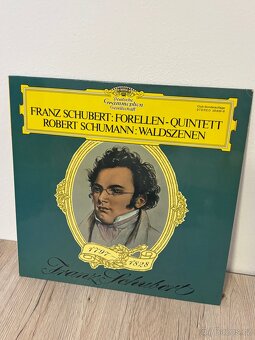 Deutsche
Grammophon
Gesellschaft
FRANZ SCHUBERT: FORELLEN-QUINTETT
ROBERT SCHUMANN: WALDSZENEN
1797
1828
Franz Schubert